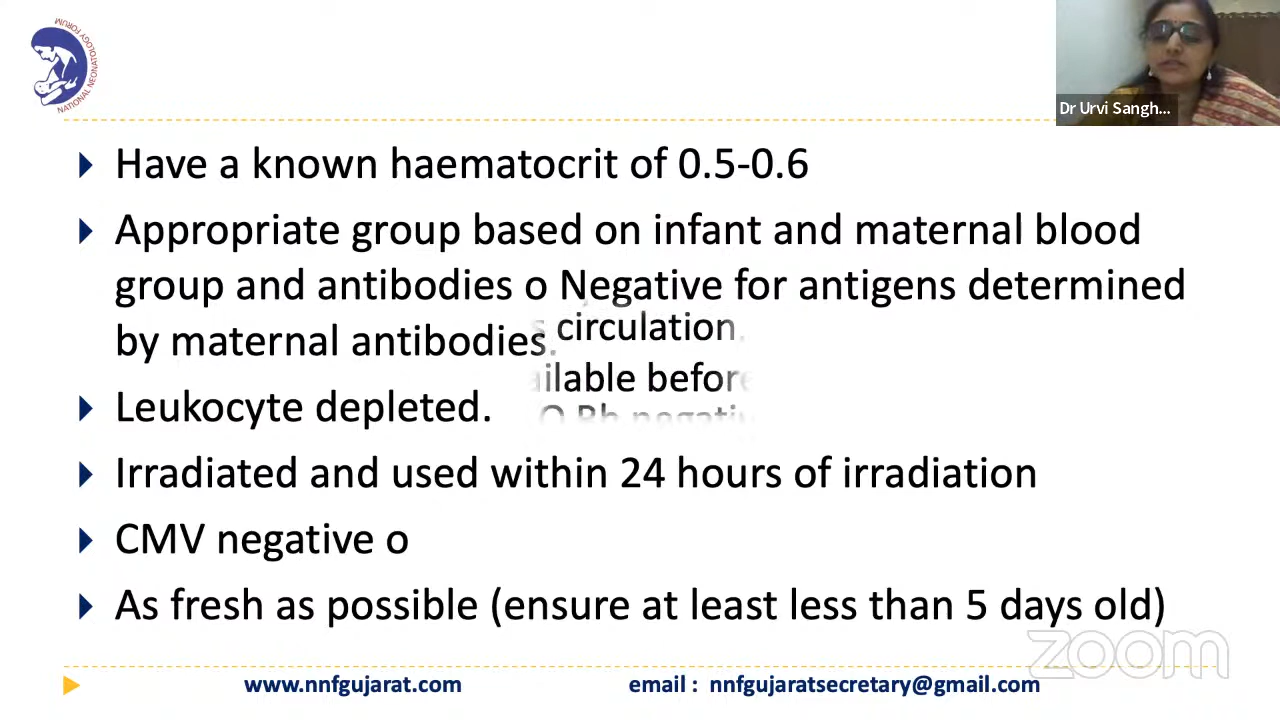 NATIONAL NEONATOLOGY FORUM
Dr Urvi Sangh...
Have a known haematocrit of 0.5-0.6
Appropriate group based on infant and maternal blood
group and antibodies o Negative for antigens determined
circulation.
by maternal antibodies.
before
Leukocyte depleted.
Irradiated and used within 24 hours of irradiation
CMV negative o
As fresh as possible (ensure at least less than 5 days old)
zoom
www.nnfgujarat.com email : nnfgujaratsecretary@gmail.com